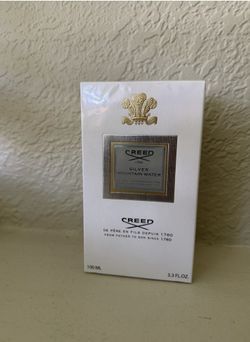 CREED
SILVER
MOUNTAIN WATER
CREED
DE PÈRE EN FILS DEPUIS 1760
FROM FATHER TO SON SINCE 1760
100 ML 3.3 FL.OZ.